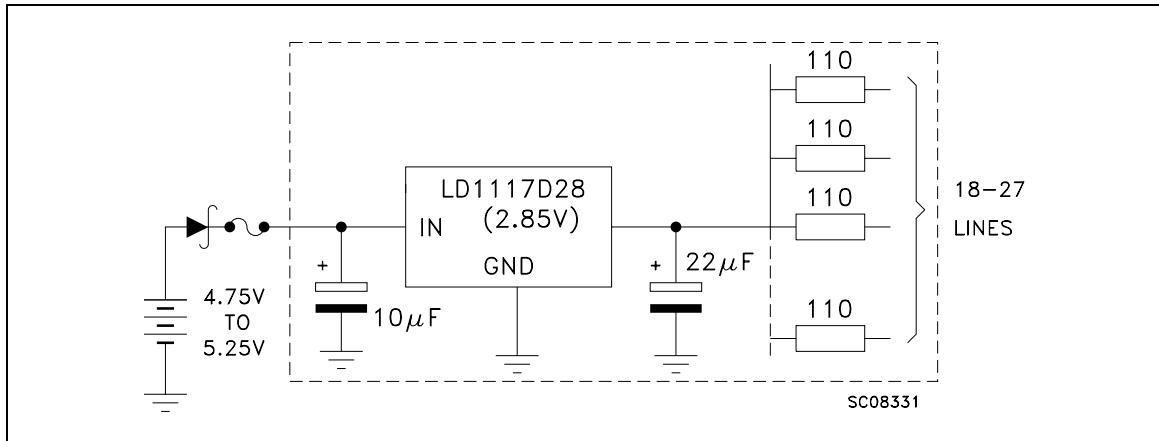 110
110
110
110
LD1117D28
(2.85V)
IN
GND
+
10μF
+
22μF
4.75V
TO
5.25V
18-27
LINES
SC08331